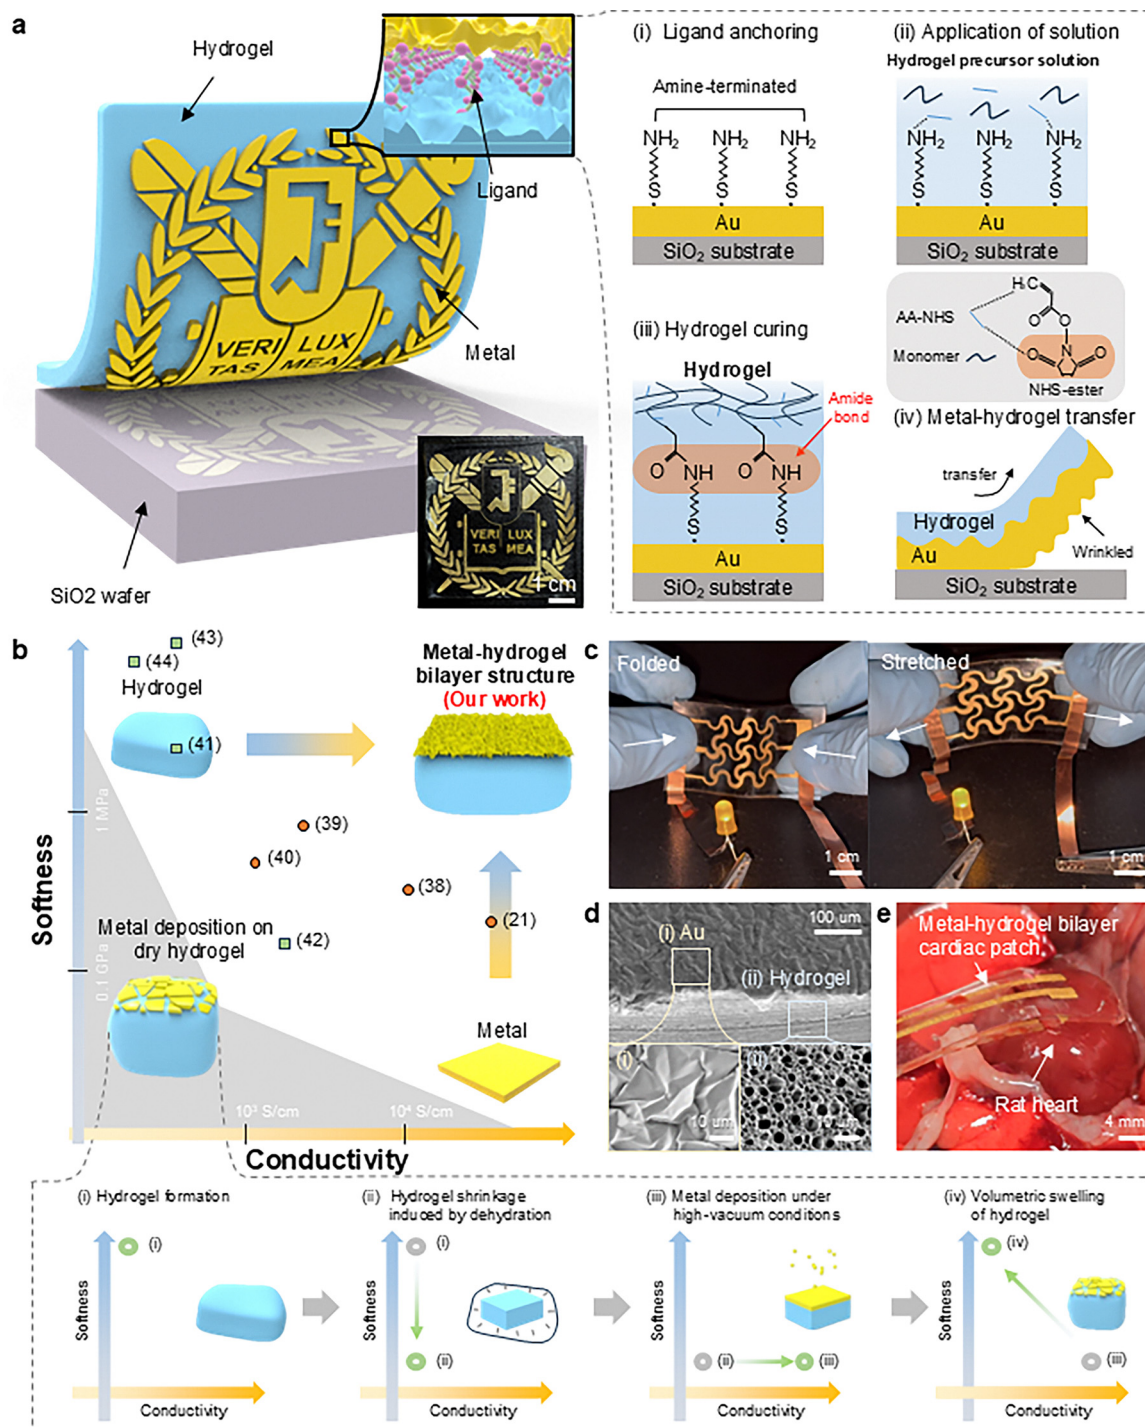 a
Hydrogel
Ligand
Metal
VERI LUX
TAS MEA
SiO2 wafer
VERI LUX
TAS MEA
1 cm
(i) Ligand anchoring
Amine-terminated
NH₂ NH₂ NH₂
S S S
Au
SiO₂ substrate
(ii) Application of solution
Hydrogel precursor solution
NH₂ NH₂ NH₂
S S S
Au
SiO₂ substrate
AA-NHS
Monomer
H₃C
O
O
O N O
NHS-ester
(iii) Hydrogel curing
Hydrogel
Amide
bond
O NH O NH
S S
Au
SiO₂ substrate
(iv) Metal-hydrogel transfer
transfer
Hydrogel
Au
Wrinkled
SiO₂ substrate
b
Softness
1 MPa
0.1 GPa
(43)
(44)
Hydrogel
(41)
Metal-hydrogel
bilayer structure
(Our work)
(39)
(40)
(38)
(21)
Metal deposition on
dry hydrogel
(42)
Metal
10³ S/cm
10⁴ S/cm
Conductivity
c
Folded
1 cm
Stretched
1 cm
d
100 um
(i) Au
(ii) Hydrogel
(i)
10 um
(ii)
10 um
e
Metal-hydrogel bilayer
cardiac patch
Rat heart
4 mm
(i) Hydrogel formation
Softness
(i)
Conductivity
(ii) Hydrogel shrinkage
induced by dehydration
Softness
(i)
(ii)
Conductivity
(iii) Metal deposition under
high-vacuum conditions
Softness
(ii)
(iii)
Conductivity
(iv) Volumetric swelling
of hydrogel
Softness
(iv)
(iii)
Conductivity